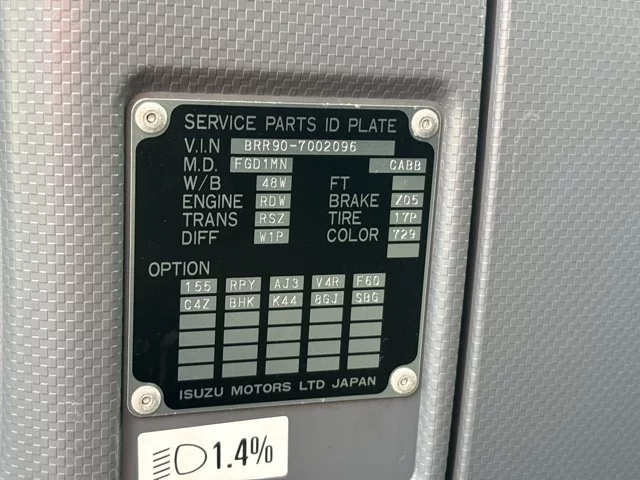 SERVICE PARTS ID PLATE
V.I.N BRR90-7002096
M.D. FGD1MN CABB
W/B 48W FT
ENGINE RDW BRAKE Z05
TRANS RSZ TIRE 17P
DIFF W1P COLOR 729
OPTION
155 RPY AJ3 V4R F60
C4Z BHK K44 8GJ SBG
ISUZU MOTORS LTD JAPAN
1.4%